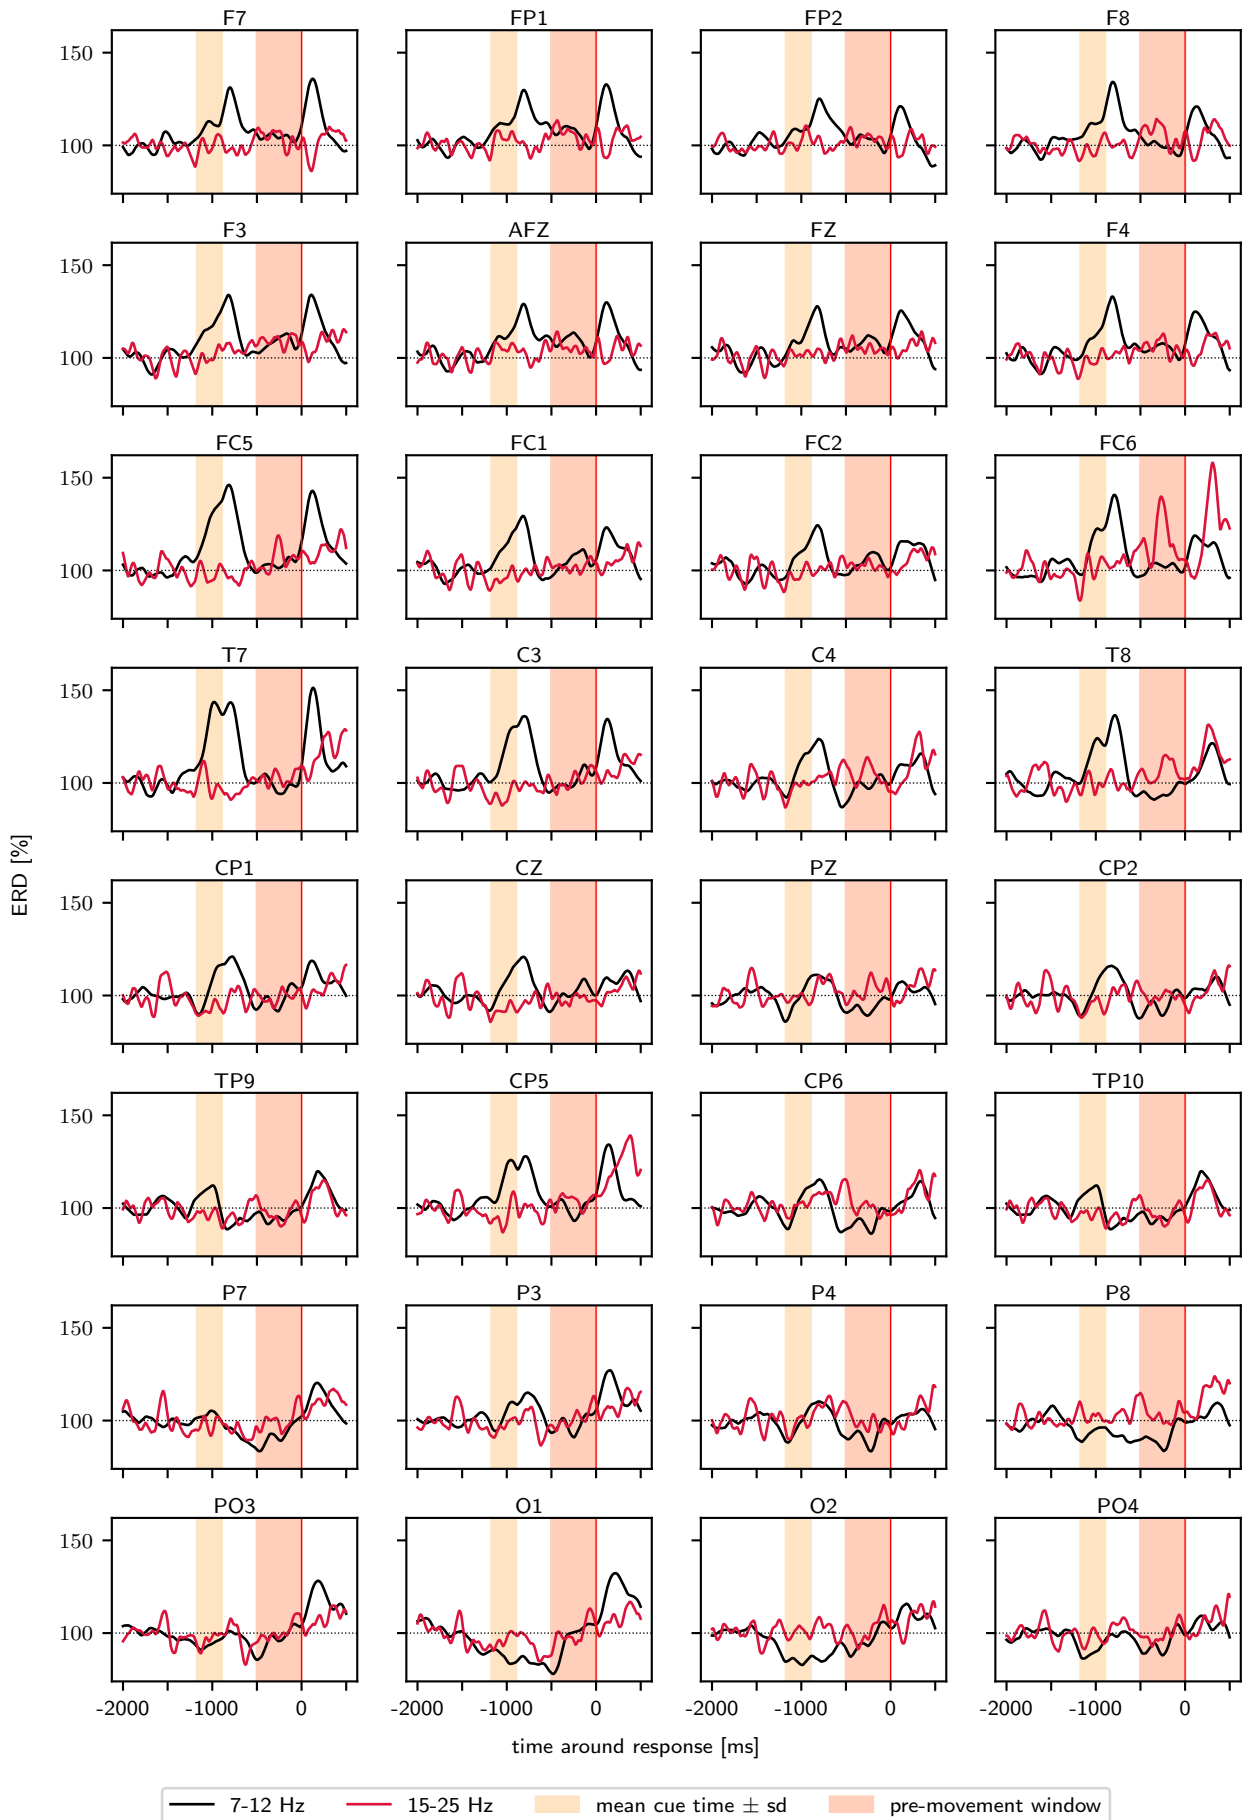 F7 FP1 FP2 F8
150
100
F3 AFZ FZ F4
150
100
FC5 FC1 FC2 FC6
150
100
T7 C3 C4 T8
150
100
ERD [%]
CP1 CZ PZ CP2
150
100
TP9 CP5 CP6 TP10
150
100
P7 P3 P4 P8
150
100
PO3 O1 O2 PO4
150
100
-2000 -1000 0 -2000 -1000 0 -2000 -1000 0 -2000 -1000 0
time around response [ms]
7-12 Hz 15-25 Hz mean cue time ± sd pre-movement window